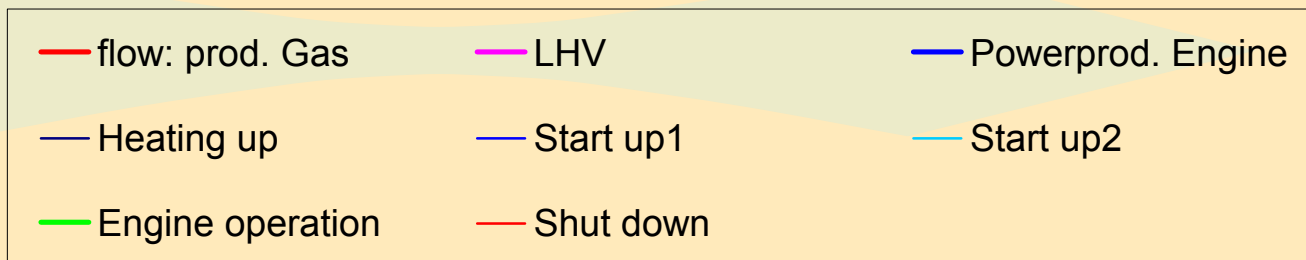 flow: prod. Gas LHV Powerprod. Engine
Heating up Start up1 Start up2
Engine operation Shut down